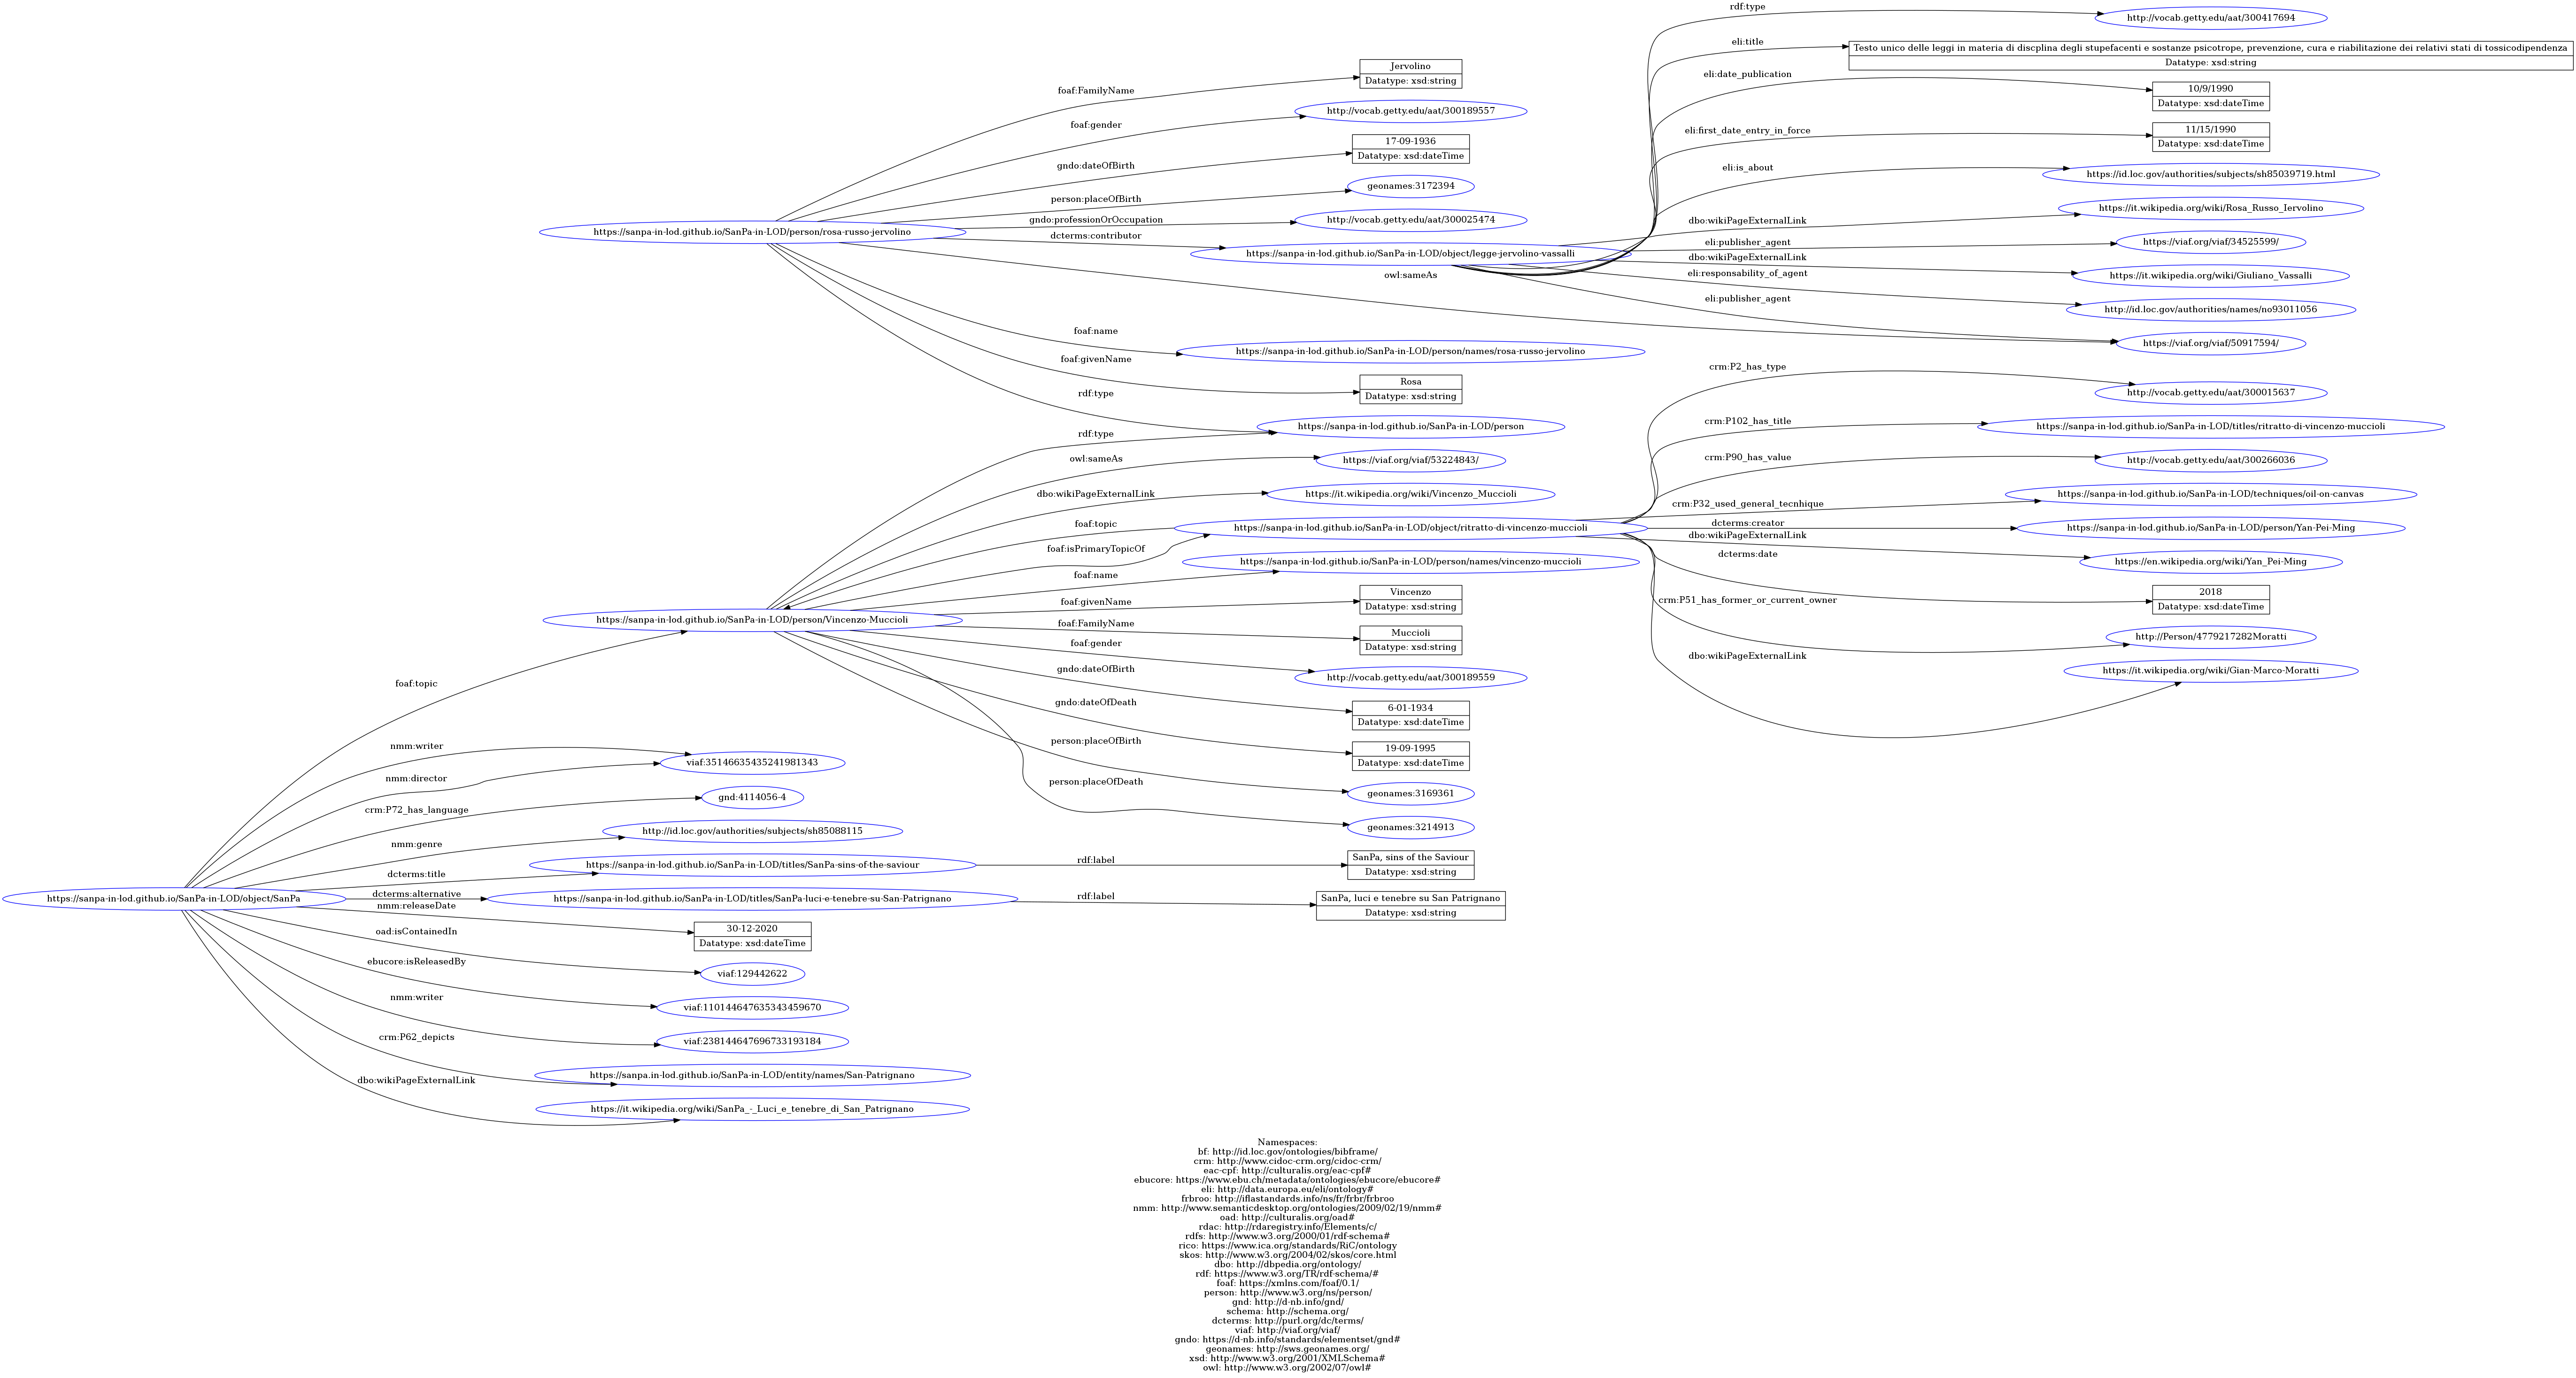 rdf:type
http://vocab.getty.edu/aat/300417694
eli:title
Testo unico delle leggi in materia di discplina degli stupefacenti e sostanze psicotrope, prevenzione, cura e riabilitazione dei relativi stati di tossicodipendenza
Datatype: xsd:string
eli:date_publication
10/9/1990
Datatype: xsd:dateTime
eli:first_date_entry_in_force
11/15/1990
Datatype: xsd:dateTime
eli:is_about
https://id.loc.gov/authorities/subjects/sh85039719.html
dbo:wikiPageExternalLink
https://it.wikipedia.org/wiki/Rosa_Russo_Iervolino
eli:publisher_agent
https://viaf.org/viaf/34525599/
dbo:wikiPageExternalLink
https://it.wikipedia.org/wiki/Giuliano_Vassalli
eli:responsability_of_agent
http://id.loc.gov/authorities/names/no93011056
eli:publisher_agent
https://viaf.org/viaf/50917594/
foaf:FamilyName
Jervolino
Datatype: xsd:string
foaf:gender
http://vocab.getty.edu/aat/300189557
gndo:dateOfBirth
17-09-1936
Datatype: xsd:dateTime
person:placeOfBirth
geonames:3172394
gndo:professionOrOccupation
http://vocab.getty.edu/aat/300025474
https://sanpa-in-lod.github.io/SanPa-in-LOD/person/rosa-russo-jervolino
dcterms:contributor
https://sanpa-in-lod.github.io/SanPa-in-LOD/object/legge-jervolino-vassalli
owl:sameAs
foaf:name
https://sanpa-in-lod.github.io/SanPa-in-LOD/person/names/rosa-russo-jervolino
foaf:givenName
Rosa
Datatype: xsd:string
rdf:type
https://sanpa-in-lod.github.io/SanPa-in-LOD/person
rdf:type
owl:sameAs
https://viaf.org/viaf/53224843/
dbo:wikiPageExternalLink
https://it.wikipedia.org/wiki/Vincenzo_Muccioli
foaf:topic
https://sanpa-in-lod.github.io/SanPa-in-LOD/object/ritratto-di-vincenzo-muccioli
foaf:isPrimaryTopicOf
foaf:name
https://sanpa-in-lod.github.io/SanPa-in-LOD/person/names/vincenzo-muccioli
foaf:givenName
Vincenzo
Datatype: xsd:string
https://sanpa-in-lod.github.io/SanPa-in-LOD/person/Vincenzo-Muccioli
foaf:FamilyName
Muccioli
Datatype: xsd:string
foaf:gender
http://vocab.getty.edu/aat/300189559
gndo:dateOfBirth
6-01-1934
Datatype: xsd:dateTime
gndo:dateOfDeath
19-09-1995
Datatype: xsd:dateTime
person:placeOfBirth
geonames:3169361
person:placeOfDeath
geonames:3214913
crm:P2_has_type
http://vocab.getty.edu/aat/300015637
crm:P102_has_title
https://sanpa-in-lod.github.io/SanPa-in-LOD/titles/ritratto-di-vincenzo-muccioli
crm:P90_has_value
http://vocab.getty.edu/aat/300266036
crm:P32_used_general_tecnhique
https://sanpa-in-lod.github.io/SanPa-in-LOD/techniques/oil-on-canvas
dcterms:creator
https://sanpa-in-lod.github.io/SanPa-in-LOD/person/Yan-Pei-Ming
dbo:wikiPageExternalLink
https://en.wikipedia.org/wiki/Yan_Pei-Ming
dcterms:date
2018
Datatype: xsd:dateTime
crm:P51_has_former_or_current_owner
http://Person/4779217282Moratti
dbo:wikiPageExternalLink
https://it.wikipedia.org/wiki/Gian-Marco-Moratti
foaf:topic
nmm:writer
viaf:35146635435241981343
nmm:director
crm:P72_has_language
gnd:4114056-4
nmm:genre
http://id.loc.gov/authorities/subjects/sh85088115
dcterms:title
https://sanpa-in-lod.github.io/SanPa-in-LOD/titles/SanPa-sins-of-the-saviour
rdf:label
SanPa, sins of the Saviour
Datatype: xsd:string
https://sanpa-in-lod.github.io/SanPa-in-LOD/object/SanPa
dcterms:alternative
https://sanpa-in-lod.github.io/SanPa-in-LOD/titles/SanPa-luci-e-tenebre-su-San-Patrignano
rdf:label
SanPa, luci e tenebre su San Patrignano
Datatype: xsd:string
nmm:releaseDate
30-12-2020
Datatype: xsd:dateTime
oad:isContainedIn
viaf:129442622
ebucore:isReleasedBy
viaf:110144647635343459670
nmm:writer
viaf:238144647696733193184
crm:P62_depicts
https://sanpa.in-lod.github.io/SanPa-in-LOD/entity/names/San-Patrignano
dbo:wikiPageExternalLink
https://it.wikipedia.org/wiki/SanPa_-_Luci_e_tenebre_di_San_Patrignano
Namespaces:
bf: http://id.loc.gov/ontologies/bibframe/
crm: http://www.cidoc-crm.org/cidoc-crm/
eac-cpf: http://culturalis.org/eac-cpf#
ebucore: https://www.ebu.ch/metadata/ontologies/ebucore/ebucore#
eli: http://data.europa.eu/eli/ontology#
frbroo: http://iflastandards.info/ns/fr/frbr/frbroo
nmm: http://www.semanticdesktop.org/ontologies/2009/02/19/nmm#
oad: http://culturalis.org/oad#
rdac: http://rdaregistry.info/Elements/c/
rdfs: http://www.w3.org/2000/01/rdf-schema#
rico: https://www.ica.org/standards/RiC/ontology
skos: http://www.w3.org/2004/02/skos/core.html
dbo: http://dbpedia.org/ontology/
rdf: https://www.w3.org/TR/rdf-schema/#
foaf: https://xmlns.com/foaf/0.1/
person: http://www.w3.org/ns/person/
gnd: http://d-nb.info/gnd/
schema: http://schema.org/
dcterms: http://purl.org/dc/terms/
viaf: http://viaf.org/viaf/
gndo: https://d-nb.info/standards/elementset/gnd#
geonames: http://sws.geonames.org/
xsd: http://www.w3.org/2001/XMLSchema#
owl: http://www.w3.org/2002/07/owl#